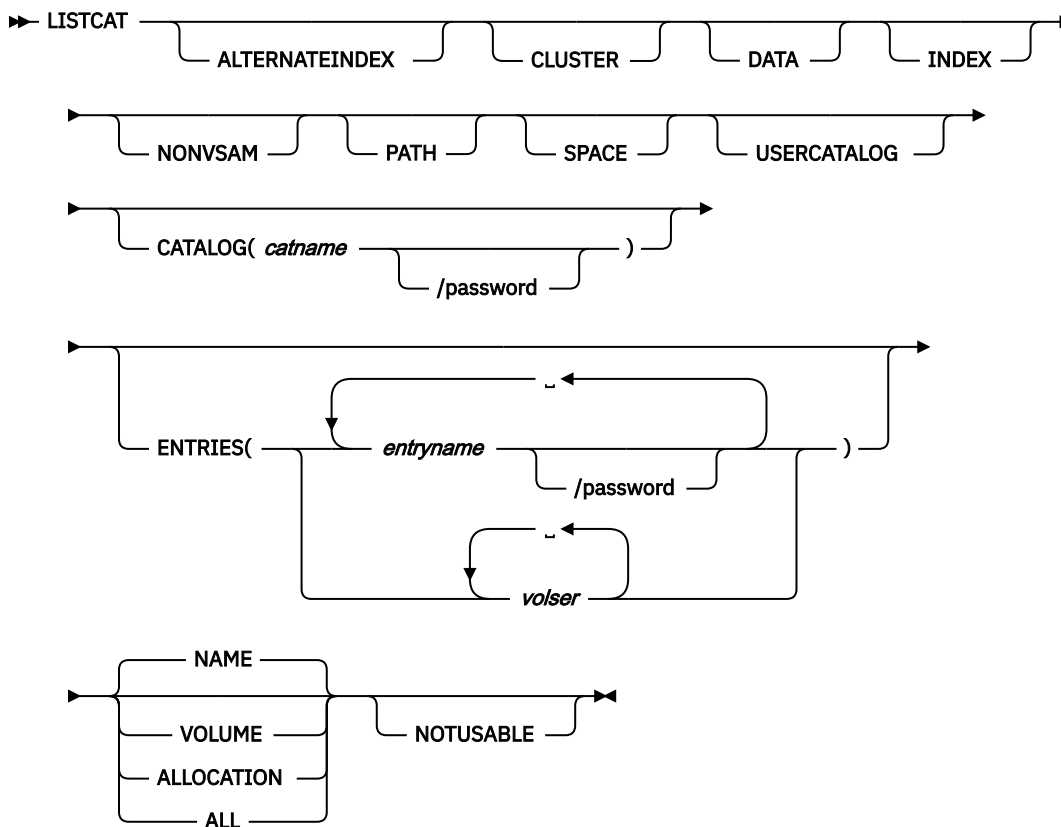 LISTCAT
ALTERNATEINDEX CLUSTER DATA INDEX
NONVSAM PATH SPACE USERCATALOG
CATALOG( catname )
/password
ENTRIES( entryname )
/password
volser
NAME
VOLUME NOTUSABLE
ALLOCATION
ALL